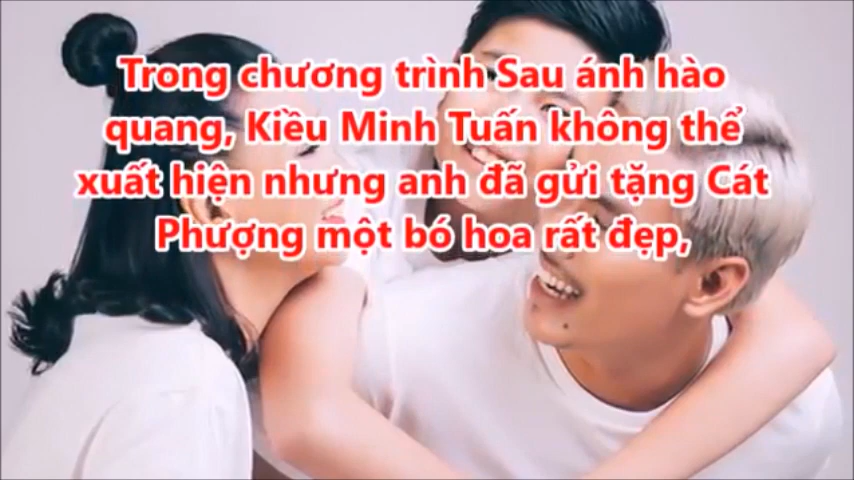 Trong chương trình Sau ánh hào
quang, Kiều Minh Tuấn không thể
xuất hiện nhưng anh đã gửi tặng Cát
Phượng một bó hoa rất đẹp,